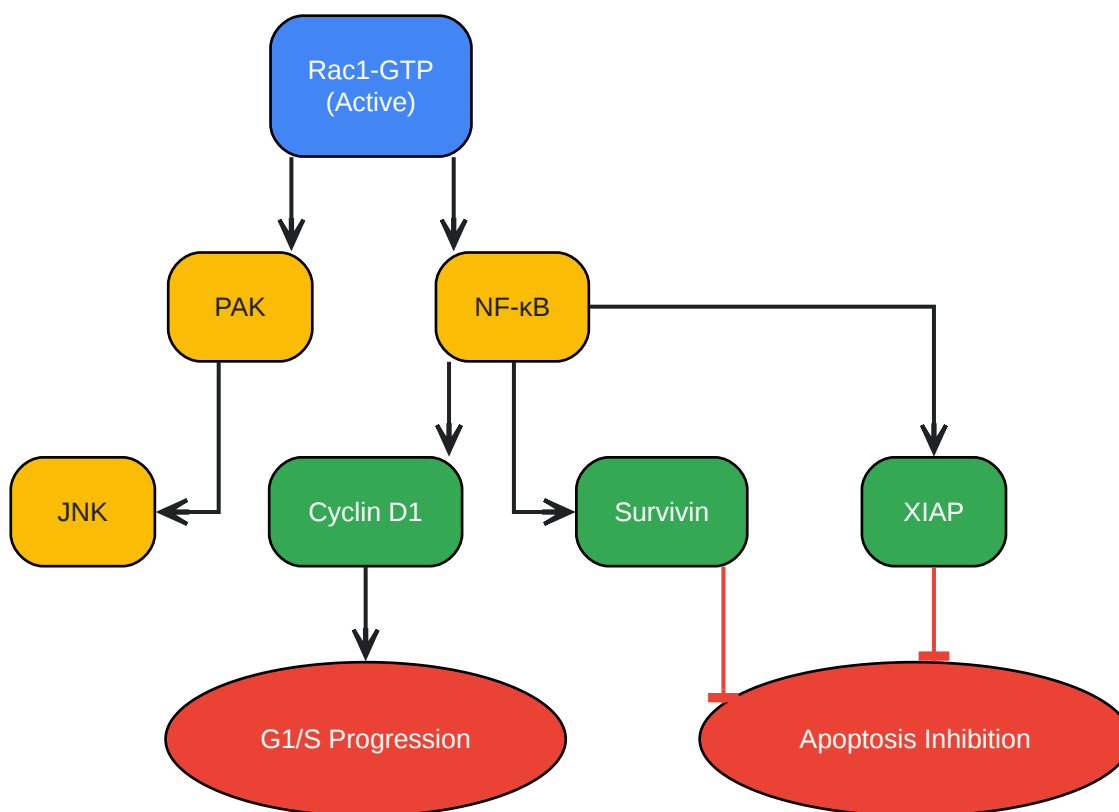 Rac1-GTP
(Active)
PAK
NF-κB
JNK
Cyclin D1
Survivin
XIAP
G1/S Progression
Apoptosis Inhibition